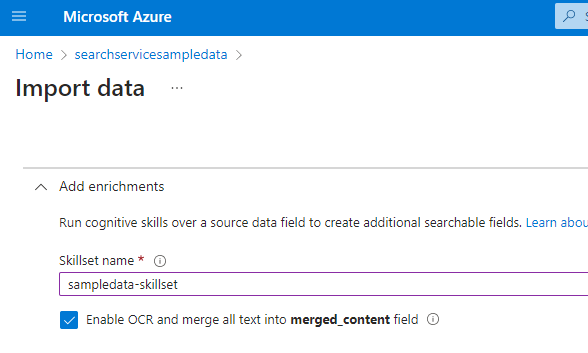 Microsoft Azure
Home > searchservicesampledata >
Import data ...
Add enrichments
Run cognitive skills over a source data field to create additional searchable fields. Learn abou
Skillset name *
sampledata-skillset
Enable OCR and merge all text into merged_content field